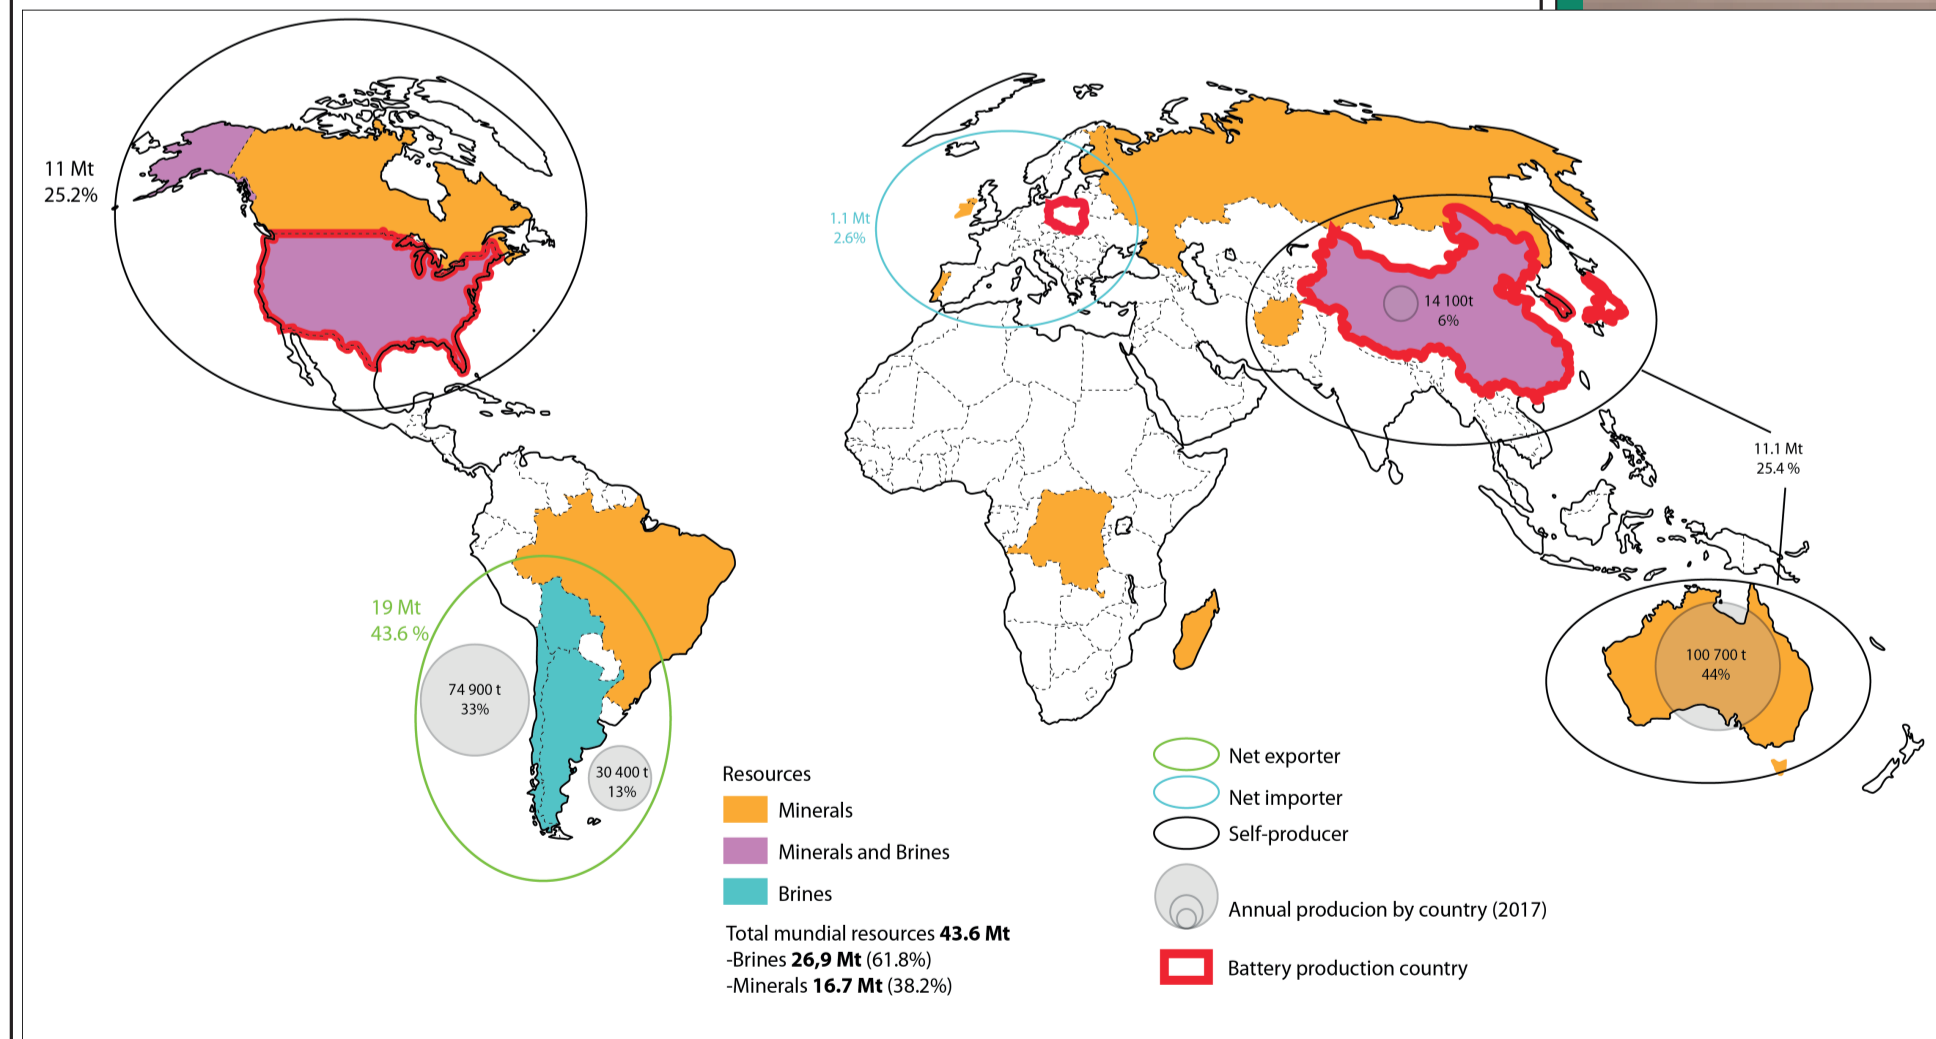 11 Mt
25.2%
1.1 Mt
2.6%
14 100t
6%
11.1 Mt
25.4 %
19 Mt
43.6 %
74 900 t
33%
30 400 t
13%
100 700 t
44%
Resources
Minerals
Minerals and Brines
Brines
Total mundial resources 43.6 Mt
-Brines 26,9 Mt (61.8%)
-Minerals 16.7 Mt (38.2%)
Net exporter
Net importer
Self-producer
Annual producion by country (2017)
Battery production country